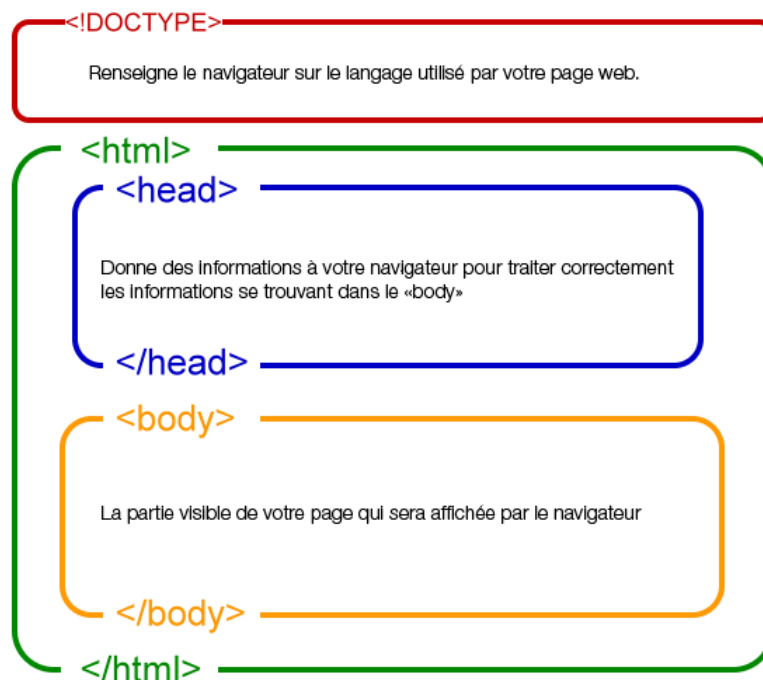 <!DOCTYPE>
Renseigne le navigateur sur le langage utilisé par votre page web.
<html>
<head>
Donne des informations à votre navigateur pour traiter correctement
les informations se trouvant dans le «body»
</head>
<body>
La partie visible de votre page qui sera affichée par le navigateur
</body>
</html>